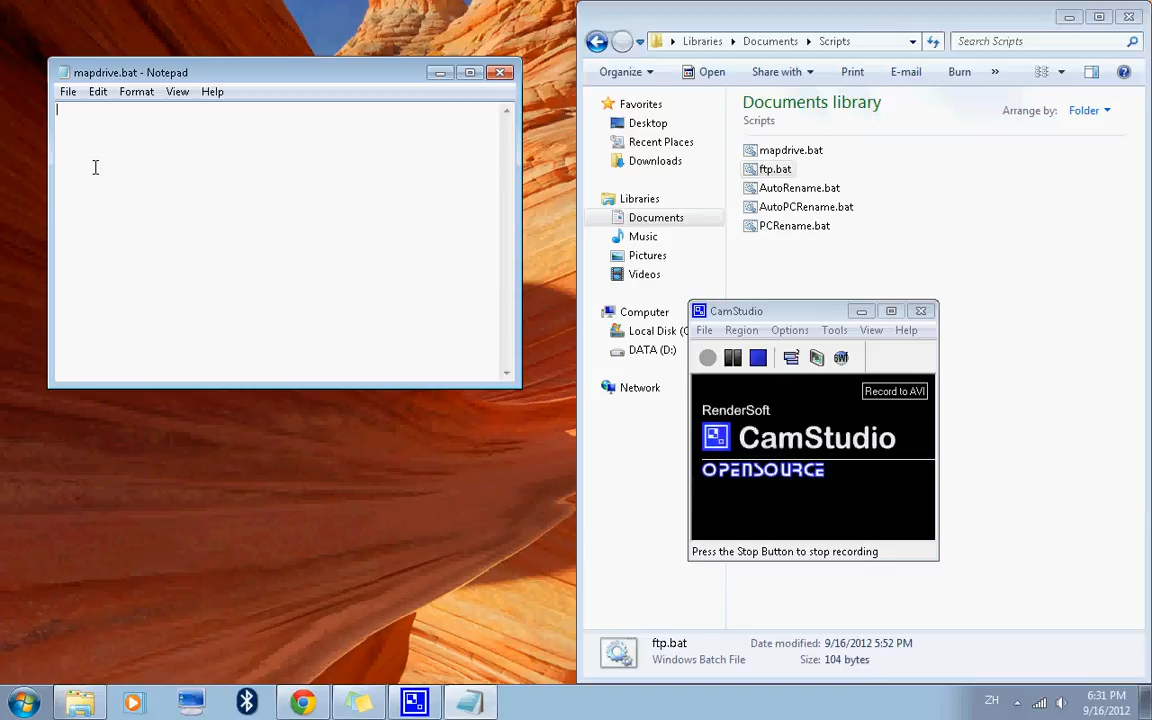 mapdrive.bat - Notepad
File Edit Format View Help
Libraries Documents Scripts
Search Scripts
Organize Open Share with Print E-mail Burn »
Favorites
Desktop
Recent Places
Downloads
Libraries
Documents
Music
Pictures
Videos
Computer
Local Disk (C
DATA (D:)
Network
Documents library
Scripts
Arrange by: Folder
mapdrive.bat
ftp.bat
AutoRename.bat
AutoPCRename.bat
PCRename.bat
CamStudio
File Region Options Tools View Help
Record to AVI
RenderSoft
CamStudio
OPENSOURCE
Press the Stop Button to stop recording
ftp.bat Date modified: 9/16/2012 5:52 PM
Windows Batch File Size: 104 bytes
ZH
6:31 PM
9/16/2012